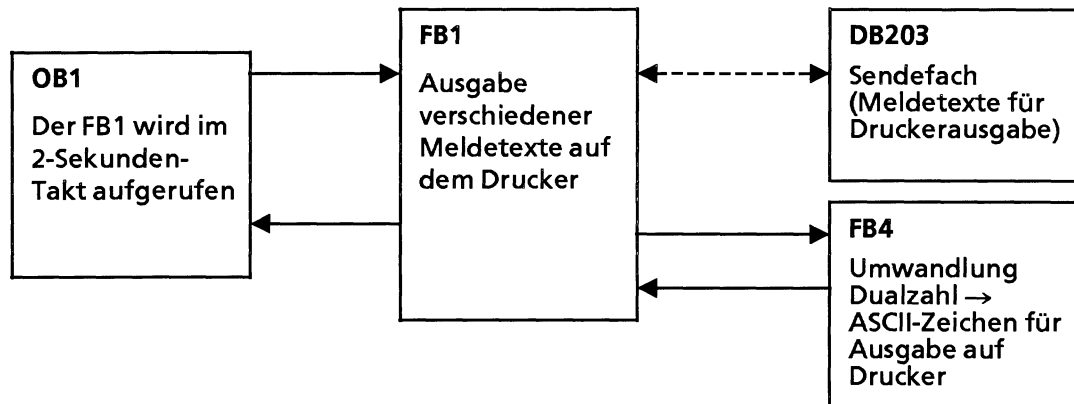 OB1
Der FB1 wird im
2-Sekunden-
Takt aufgerufen
FB1
Ausgabe
verschiedener
Meldetexte auf
dem Drucker
DB203
Sendefach
(Meldetexte für
Druckerausgabe)
FB4
Umwandlung
Dualzahl →
ASCII-Zeichen für
Ausgabe auf
Drucker